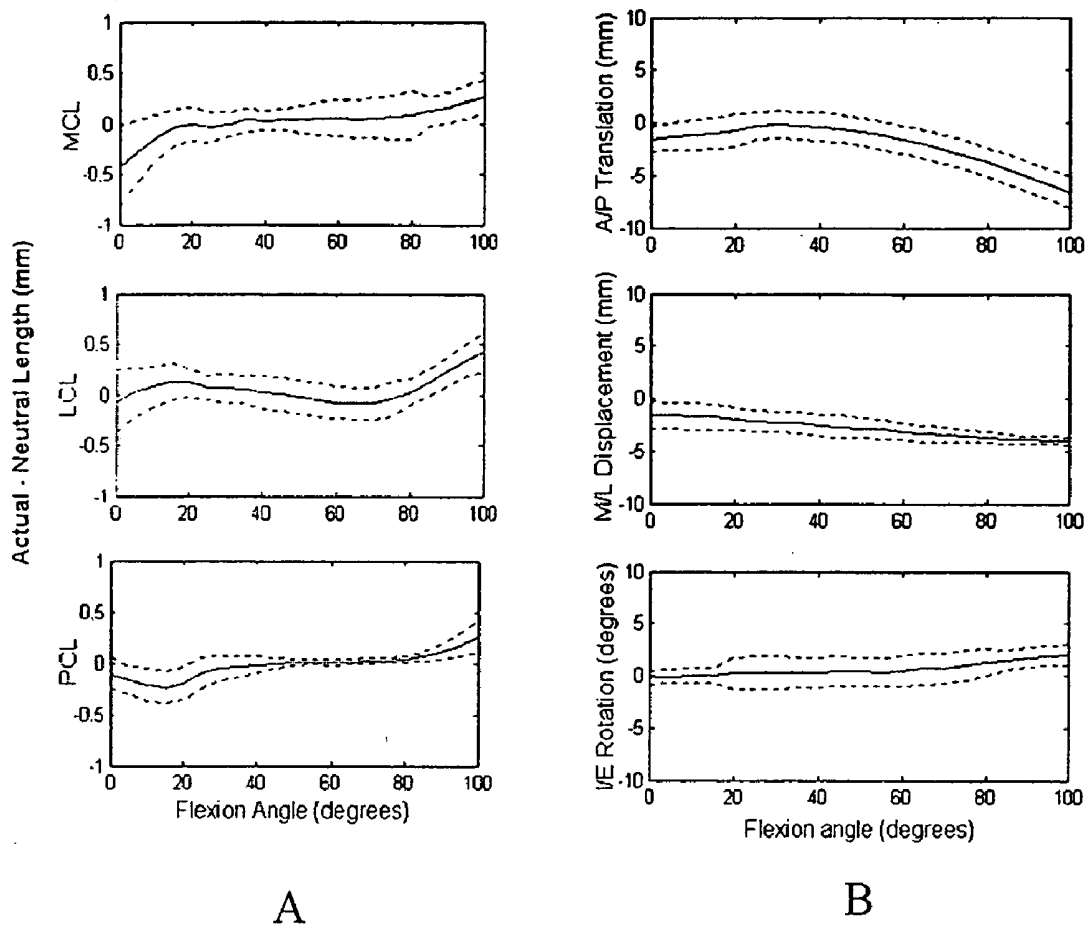 Actual - Neutral Length (mm)
MCL
1
0.5
0
-0.5
-1
0 20 40 60 80 100
LCL
1
0.5
0
-0.5
-1
0 20 40 60 80 100
PCL
1
0.5
0
-0.5
-1
0 20 40 60 80 100
Flexion Angle (degrees)
A
A/P Translation (mm)
10
5
0
-5
-10
0 20 40 60 80 100
M/L Displacement (mm)
10
5
0
-5
-10
0 20 40 60 80 100
I/E Rotation (degrees)
10
5
0
-5
-10
0 20 40 60 80 100
Flexion angle (degrees)
B